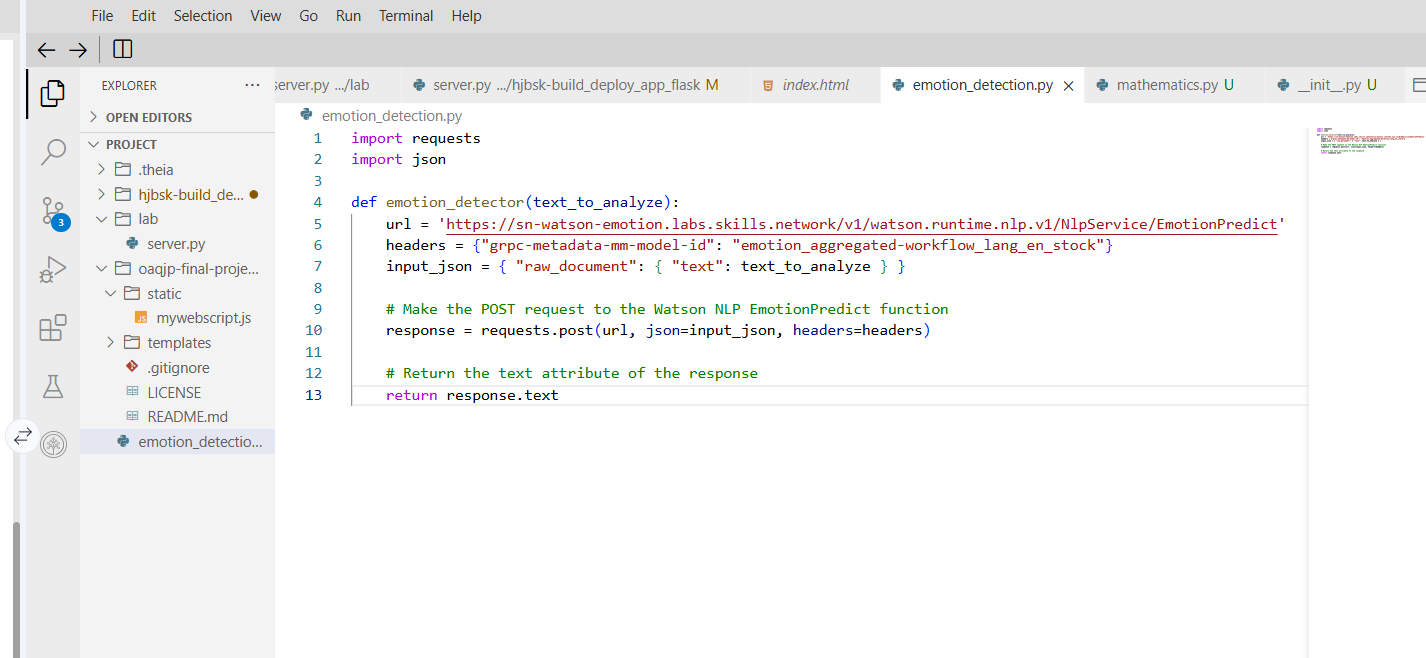 File Edit Selection View Go Run Terminal Help
EXPLORER ...
server.py .../lab
server.py .../hjbsk-build_deploy_app_flask M
index.html
emotion_detection.py
mathematics.py U
__init__.py U
OPEN EDITORS
PROJECT
.theia
hjbsk-build_de...
lab
server.py
oaqjp-final-proje...
static
JS mywebscript.js
templates
.gitignore
LICENSE
README.md
emotion_detectio...
3
emotion_detection.py
1 import requests
2 import json
3
4 def emotion_detector(text_to_analyze):
5 url = 'https://sn-watson-emotion.labs.skills.network/v1/watson.runtime.nlp.v1/NlpService/EmotionPredict'
6 headers = {"grpc-metadata-mm-model-id": "emotion_aggregated-workflow_lang_en_stock"}
7 input_json = { "raw_document": { "text": text_to_analyze } }
8
9 # Make the POST request to the Watson NLP EmotionPredict function
10 response = requests.post(url, json=input_json, headers=headers)
11
12 # Return the text attribute of the response
13 return response.text